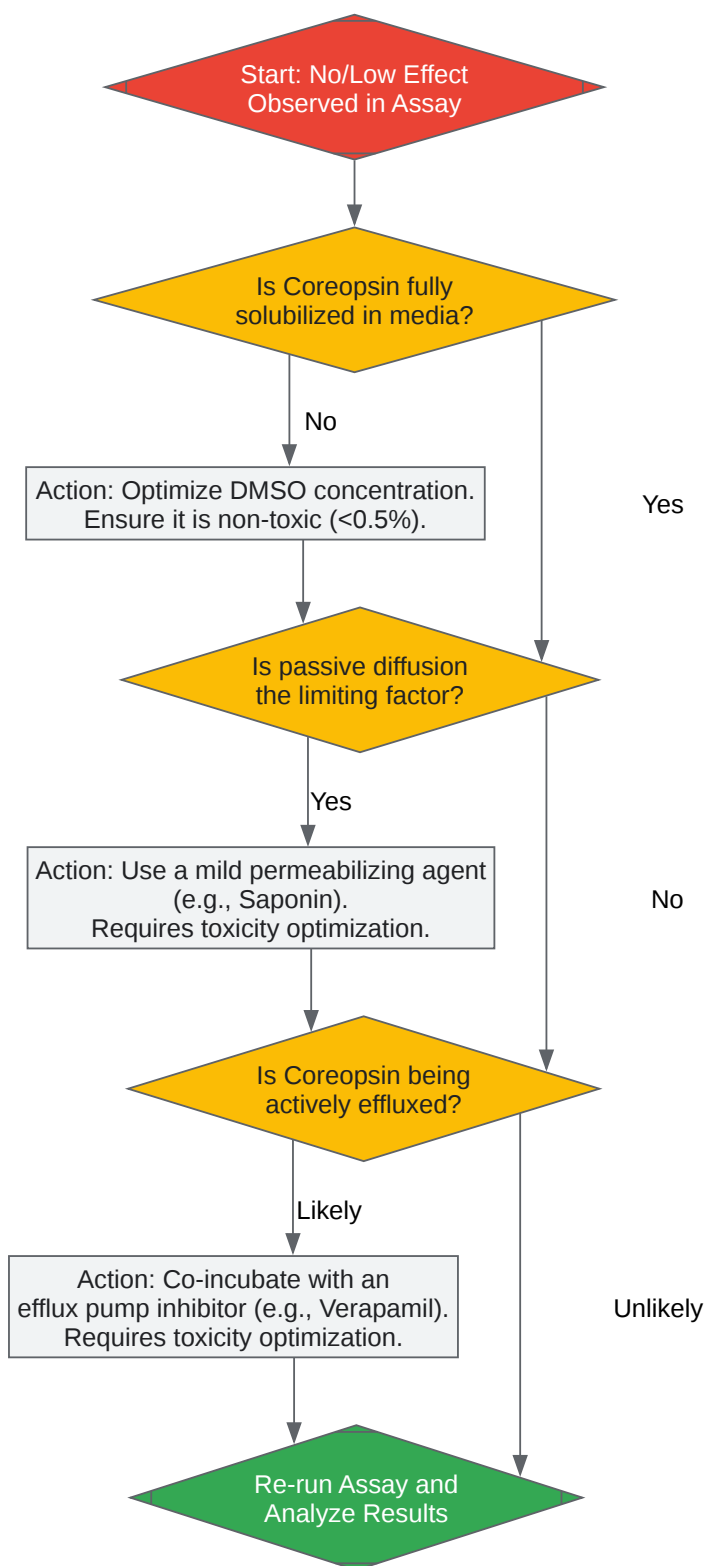 Start: No/Low Effect
Observed in Assay
Is Coreopsin fully
solubilized in media?
No
Action: Optimize DMSO concentration.
Ensure it is non-toxic (<0.5%).
Yes
Is passive diffusion
the limiting factor?
Yes
Action: Use a mild permeabilizing agent
(e.g., Saponin).
Requires toxicity optimization.
No
Is Coreopsin being
actively effluxed?
Likely
Action: Co-incubate with an
efflux pump inhibitor (e.g., Verapamil).
Requires toxicity optimization.
Unlikely
Re-run Assay and
Analyze Results